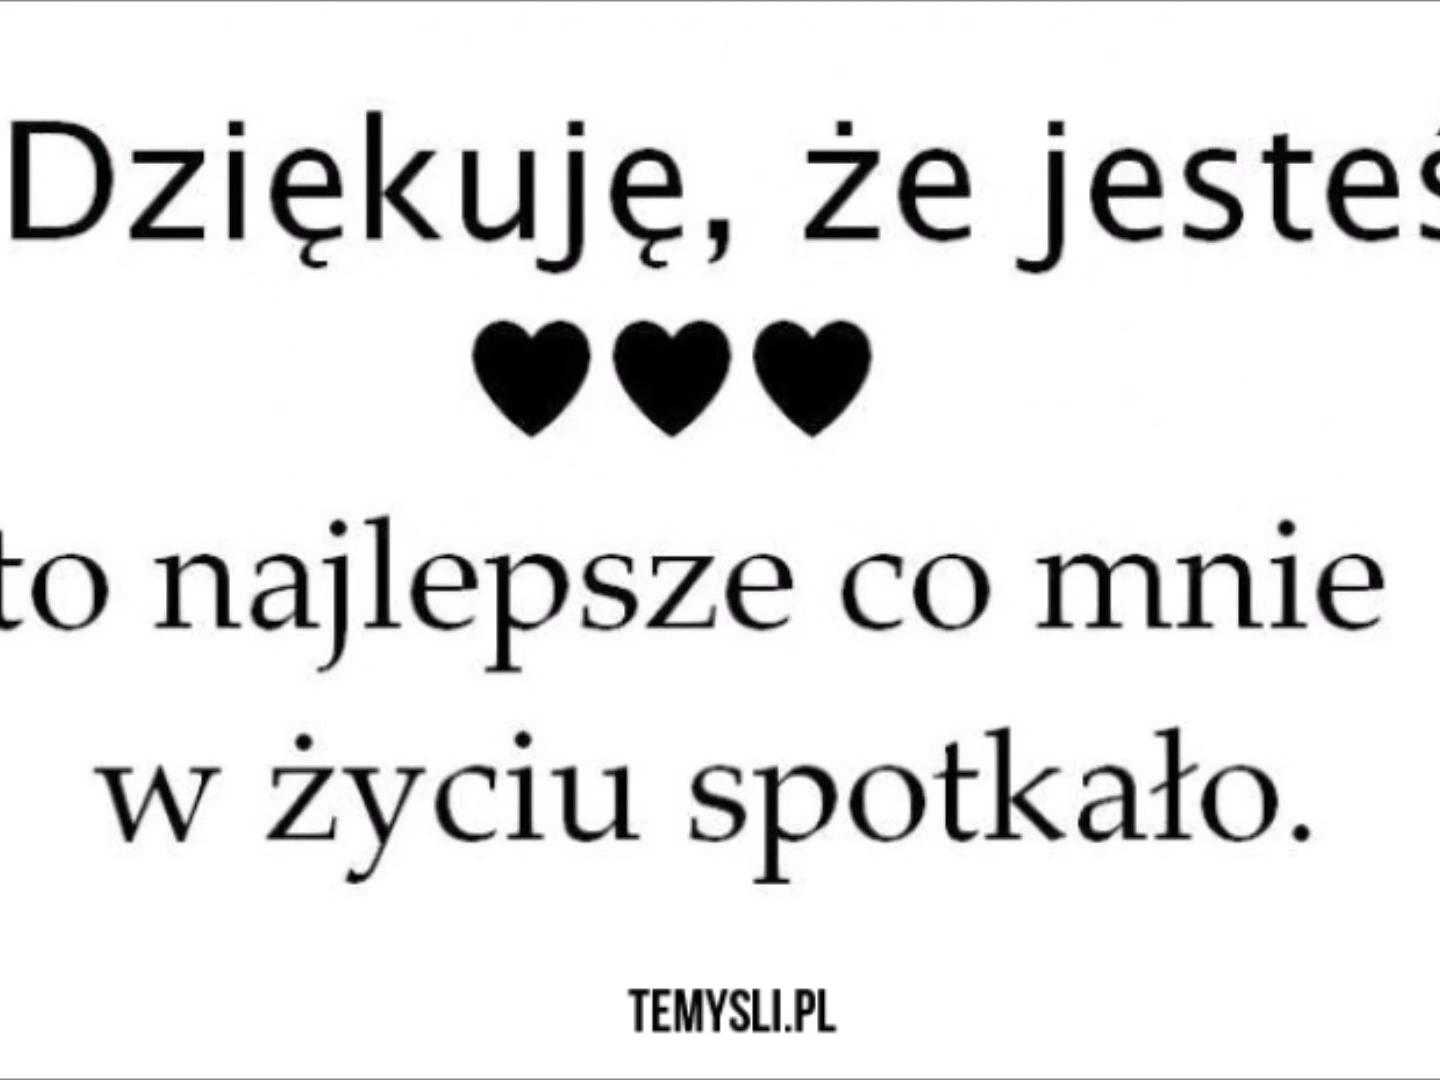 Dziękuję, że jesteś
♥♥♥
to najlepsze co mnie
w życiu spotkało.
TEMYSLI.PL